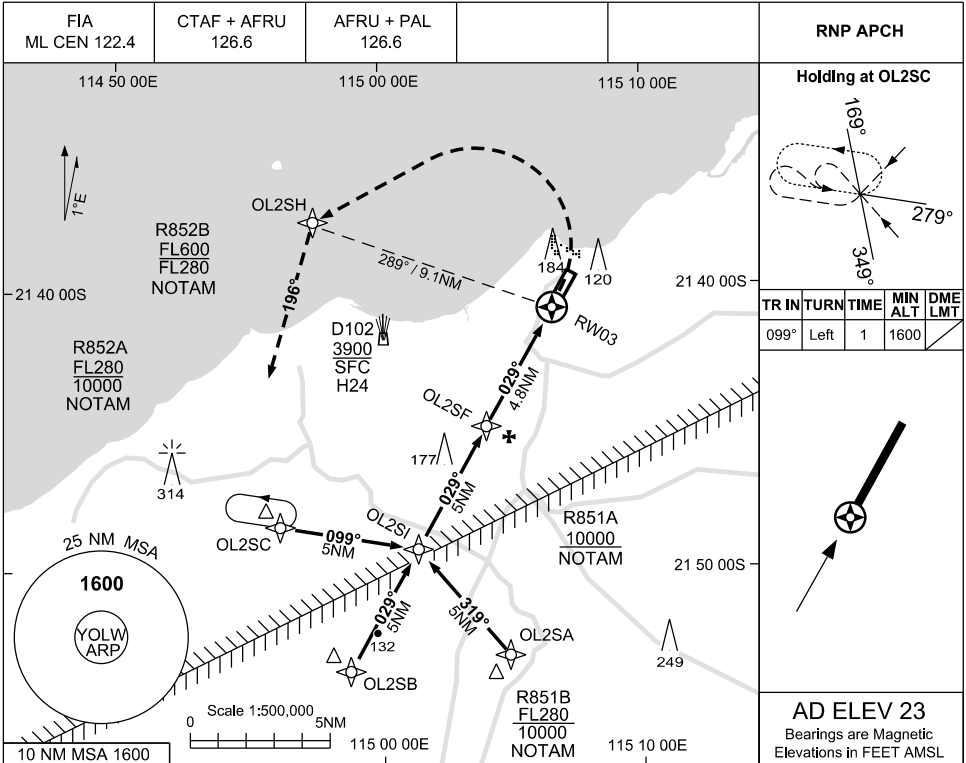 FIA
ML CEN 122.4
CTAF + AFRU
126.6
AFRU + PAL
126.6
RNP APCH
114 50 00E
115 00 00E
115 10 00E
Holding at OL2SC
169°
279°
349°
TR IN TURN TIME MIN ALT DME LMT
099° Left 1 1600
1°E
OL2SH
R852B
FL600
FL280
NOTAM
289° / 9.1NM
184
120
21 40 00S
21 40 00S
196°
RW03
D102
3900
SFC
H24
R852A
FL280
10000
NOTAM
029°
4.8NM
OL2SF
177
314
029°
5NM
OL2SI
R851A
10000
NOTAM
OL2SC
099°
5NM
25 NM MSA
1600
YOLW
ARP
21 50 00S
029°
5NM
319°
5NM
132
OL2SA
249
OL2SB
Scale 1:500,000
0 5NM
R851B
FL280
10000
NOTAM
10 NM MSA 1600
115 00 00E
115 10 00E
AD ELEV 23
Bearings are Magnetic
Elevations in FEET AMSL